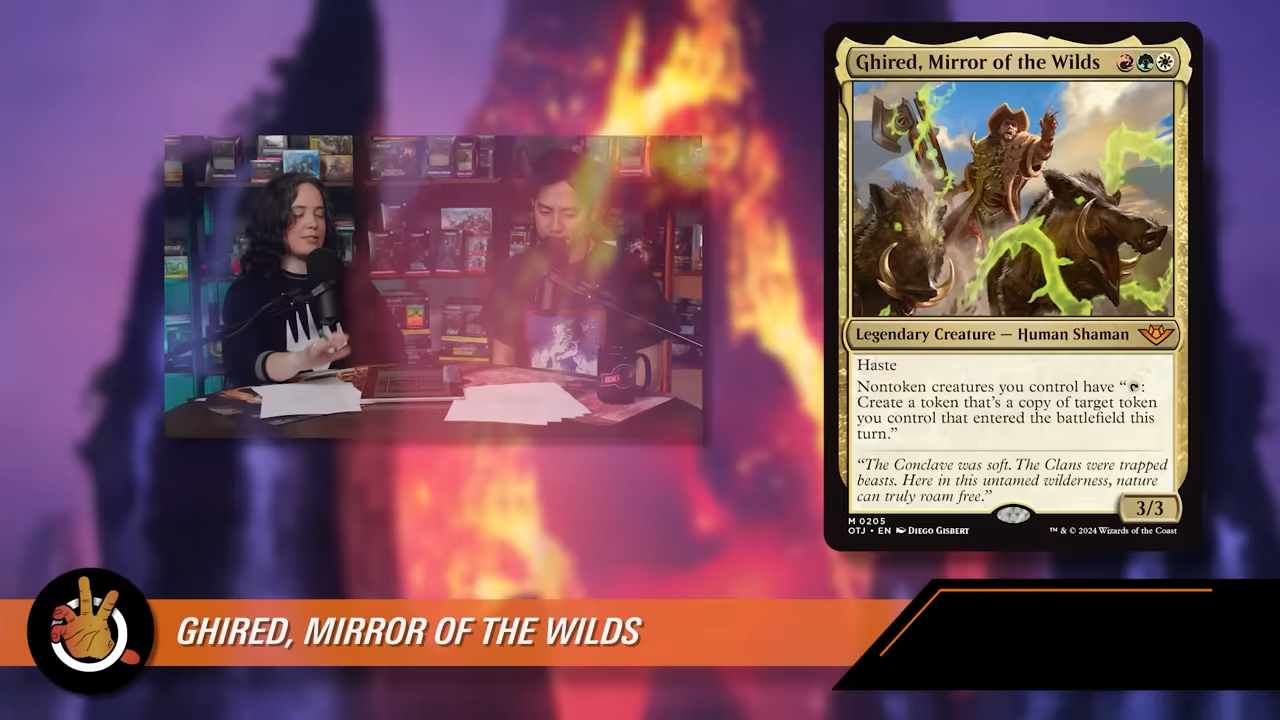 Ghired, Mirror of the Wilds
Legendary Creature — Human Shaman
Haste
Nontoken creatures you control have “:
Create a token that's a copy of target token
you control that entered the battlefield this
turn.”
“The Conclave was soft. The Clans were trapped
beasts. Here in this untamed wilderness, nature
can truly roam free.”
3/3
M 0205
OTJ • EN Diego Gisbert
™ & © 2024 Wizards of the Coast
GHIRED, MIRROR OF THE WILDS